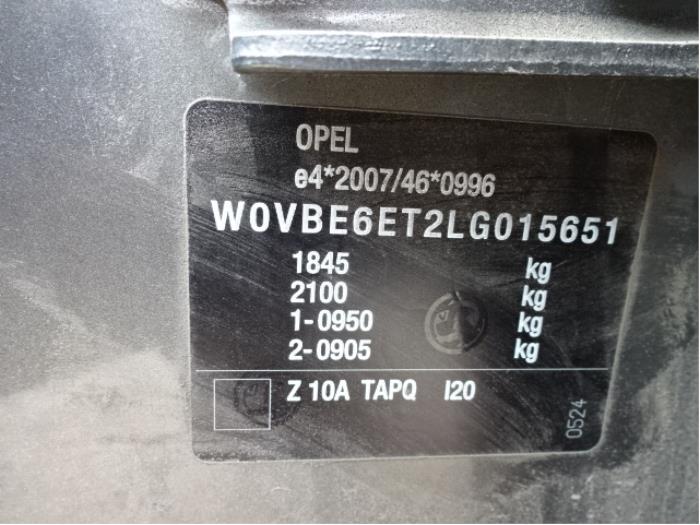 OPEL
e4*2007/46*0996
W0VBE6ET2LG015651
1845 kg
2100 kg
1-0950 kg
2-0905 kg
Z 10A TAPQ I20
0524